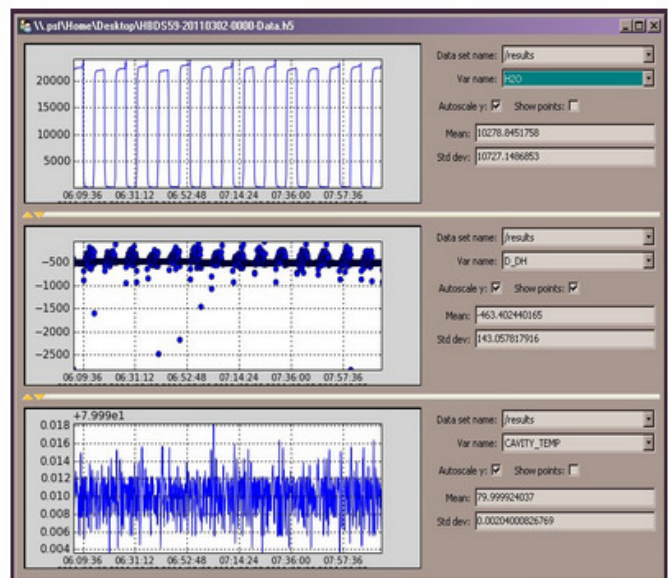 \\.psf\Home\Desktop\HBDS59-20110302-0000-Data.h5
20000
15000
10000
5000
06:09:36 06:31:12 06:52:48 07:14:24 07:36:00 07:57:36
Data set name: /results
Var name: H2O
Autoscale y: Show points:
Mean: 10278.8451758
Std dev: 10727.1486853
−500
−1000
−1500
−2000
−2500
06:09:36 06:31:12 06:52:48 07:14:24 07:36:00 07:57:36
Data set name: /results
Var name: D_DH
Autoscale y: Show points:
Mean: -463.402440165
Std dev: 143.057817916
+7.999e1
0.018
0.016
0.014
0.012
0.010
0.008
0.006
0.004
06:09:36 06:31:12 06:52:48 07:14:24 07:36:00 07:57:36
Data set name: /results
Var name: CAVITY_TEMP
Autoscale y: Show points:
Mean: 79.999924037
Std dev: 0.00204000826769